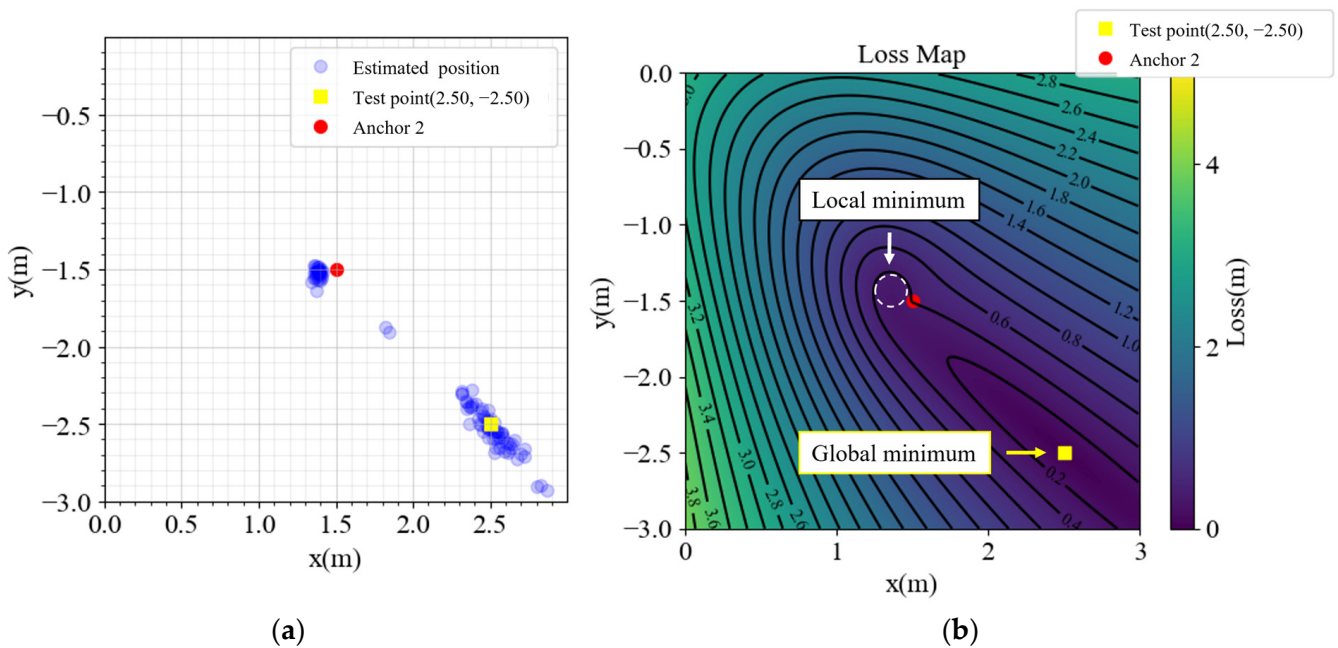 Estimated position
Test point(2.50, −2.50)
Anchor 2
−0.5
−1.0
−1.5
−2.0
−2.5
−3.0
y(m)
0.0 0.5 1.0 1.5 2.0 2.5
x(m)
(a)
Test point(2.50, −2.50)
Anchor 2
Loss Map
0.0
−0.5
−1.0
−1.5
−2.0
−2.5
−3.0
y(m)
2.8
2.6
2.4
2.2
2.0
1.8
1.6
1.4
1.2
1.0
0.8
0.6
3.2
3.4
3.0
2.8
2.6
3.8
3.6
0.2
0.4
Local minimum
Global minimum
0 1 2 3
x(m)
4
2
0
Loss(m)
(b)